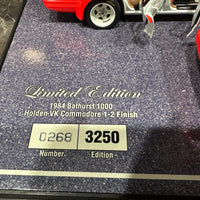 Limited Edition
1984 Bathurst 1000
Holden VK Commodore 1-2 Finish
0268 3250
Number. Edition